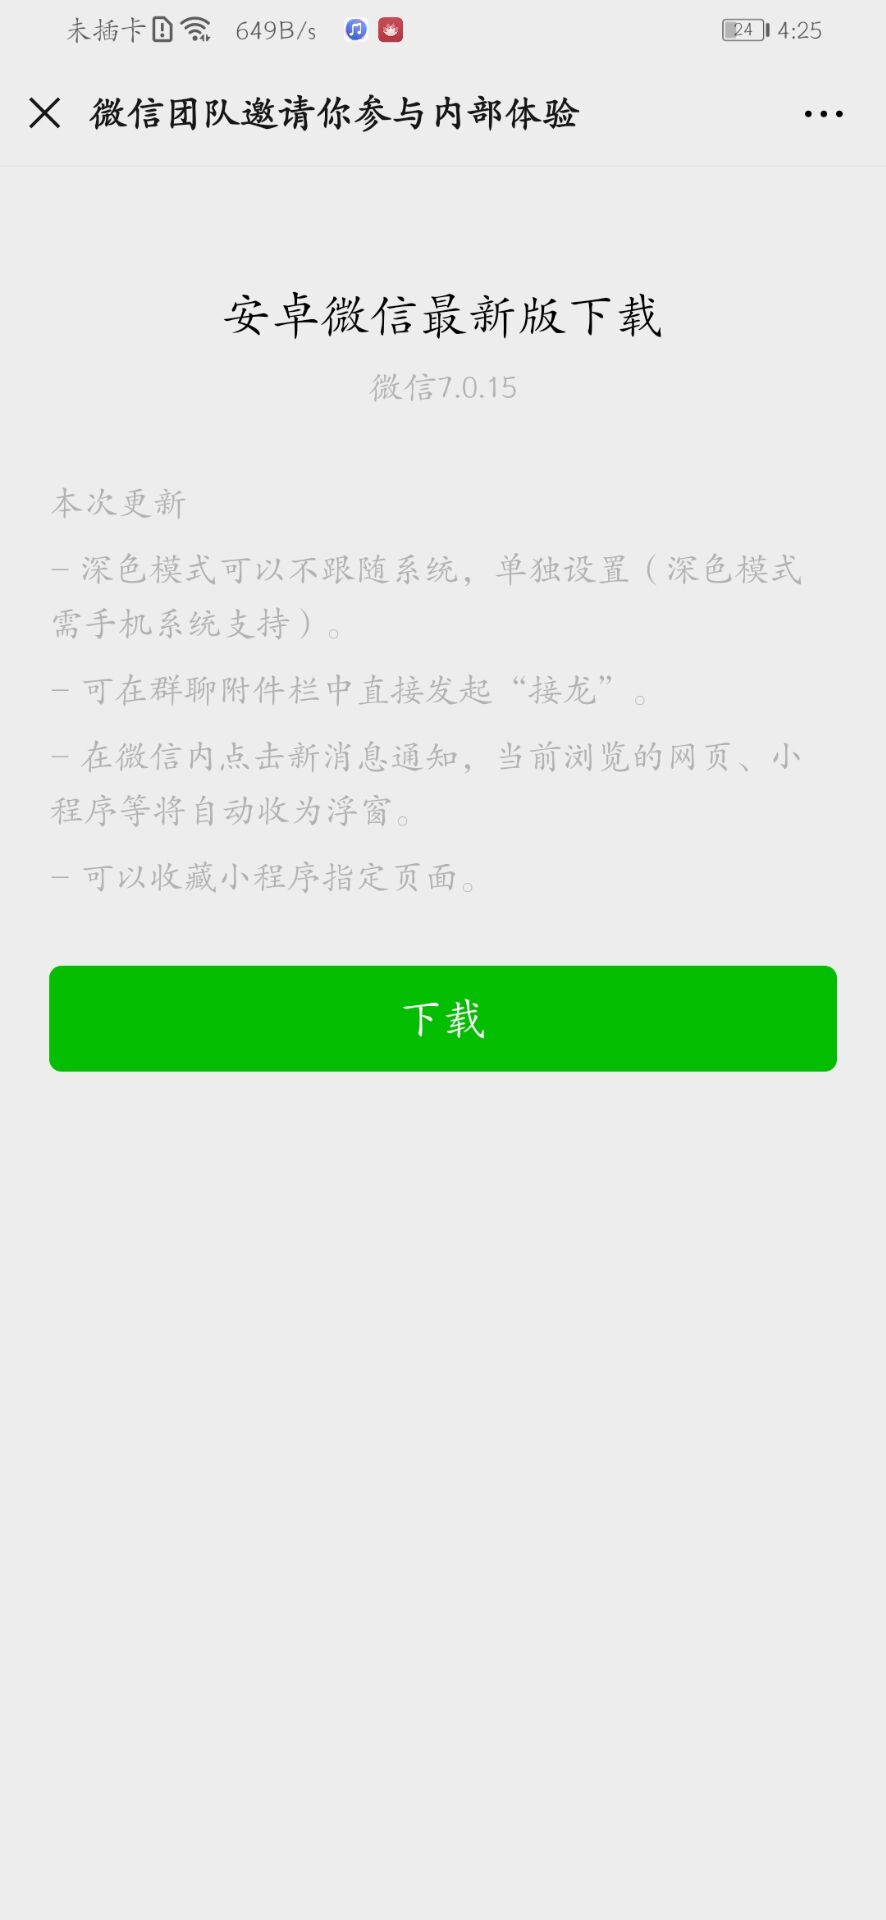 未插卡 649B/s 24 4:25
微信团队邀请你参与内部体验
安卓微信最新版下载
微信7.0.15
本次更新
- 深色模式可以不跟随系统，单独设置（深色模式
需手机系统支持）。
- 可在群聊附件栏中直接发起“接龙”。
- 在微信内点击新消息通知，当前浏览的网页、小
程序等将自动收为浮窗。
- 可以收藏小程序指定页面。
下载